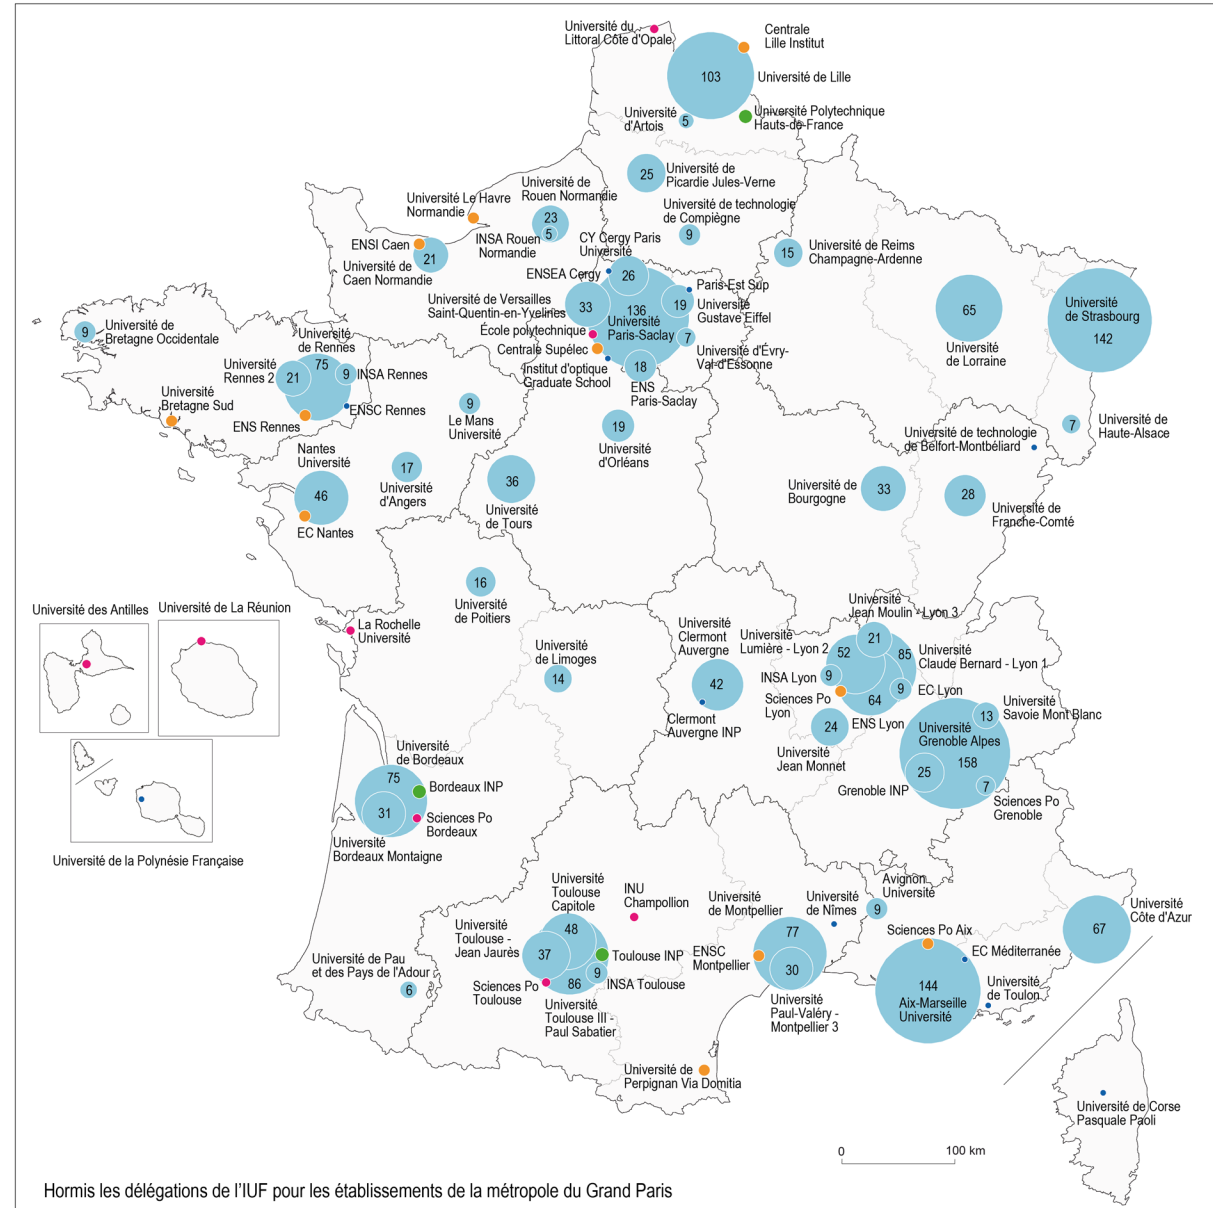 Université du
Littoral Côte d'Opale
Centrale
Lille Institut
103
Université de Lille
Université
d'Artois
5
Université Polytechnique
Hauts-de-France
25
Université de
Picardie Jules-Verne
Université de
Rouen Normandie
23
5
INSA Rouen
Normandie
Université Le Havre
Normandie
ENSI Caen
21
Université de
Caen Normandie
Université de technologie
de Compiègne
9
15
Université de Reims
Champagne-Ardenne
CY Cergy Paris
Université
26
ENSEA Cergy
Paris-Est Sup
Université de Versailles
Saint-Quentin-en-Yvelines
33
136
Université
Paris-Saclay
19
Université
Gustave Eiffel
École polytechnique
7
Université d'Évry-
Val-d'Essonne
Centrale Supélec
Institut d'optique
Graduate School
18
ENS
Paris-Saclay
65
Université
de Lorraine
Université
de Strasbourg
142
7
Université de
Haute-Alsace
Université de technologie
de Belfort-Montbéliard
9
Université de
Bretagne Occidentale
Université
de Rennes
75
Université
Rennes 2
21
9
INSA Rennes
ENSC Rennes
ENS Rennes
Université
Bretagne Sud
9
Le Mans
Université
19
Université
d'Orléans
Nantes
Université
46
EC Nantes
17
Université
d'Angers
36
Université
de Tours
Université de
Bourgogne
33
28
Université de
Franche-Comté
16
Université
de Poitiers
La Rochelle
Université
Université des Antilles
Université de La Réunion
Université de la Polynésie Française
Université
de Limoges
14
Université
Clermont
Auvergne
42
Clermont
Auvergne INP
Université
Jean Moulin - Lyon 3
21
Université
Lumière - Lyon 2
52
85
Université
Claude Bernard - Lyon 1
INSA Lyon
9
9
EC Lyon
Sciences Po
Lyon
64
ENS Lyon
24
Université
Jean Monnet
13
Université
Savoie Mont Blanc
Université
Grenoble Alpes
158
25
Grenoble INP
7
Sciences Po
Grenoble
Université
de Bordeaux
75
Bordeaux INP
31
Sciences Po
Bordeaux
Université
Bordeaux Montaigne
Université
Toulouse
Capitole
48
INU
Champollion
Université
Toulouse -
Jean Jaurès
37
Toulouse INP
9
INSA Toulouse
86
Sciences Po
Toulouse
Université
Toulouse III -
Paul Sabatier
Université de Pau
et des Pays de l'Adour
6
Université
de Montpellier
77
ENSC
Montpellier
30
Université
Paul-Valéry -
Montpellier 3
Université
de Nîmes
Avignon
Université
9
Sciences Po Aix
EC Méditerranée
144
Aix-Marseille
Université
Université
de Toulon
67
Université
Côte d'Azur
Université de
Perpignan Via Domitia
Université de Corse
Pasquale Paoli
0
100 km
Hormis les délégations de l'IUF pour les établissements de la métropole du Grand Paris